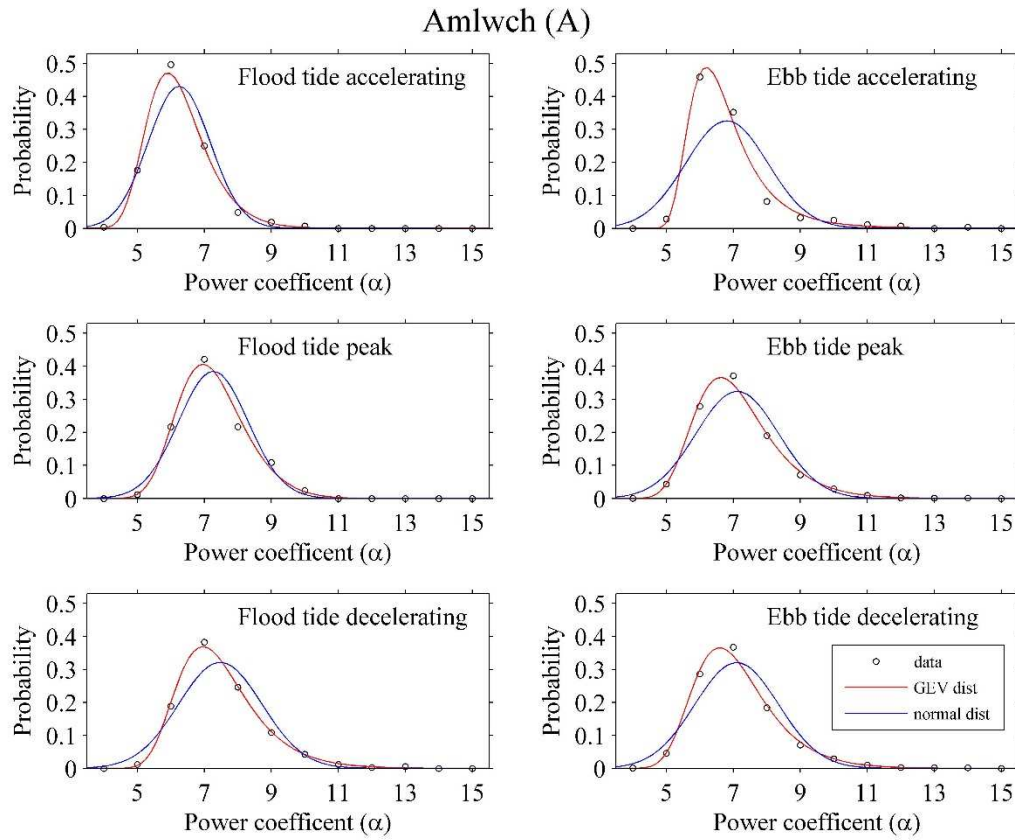 Amlwch (A)
Flood tide accelerating
Probability
0.5
0.4
0.3
0.2
0.1
0
5 7 9 11 13 15
Power coefficent (α)
Ebb tide accelerating
Probability
0.5
0.4
0.3
0.2
0.1
0
5 7 9 11 13 15
Power coefficent (α)
Flood tide peak
Probability
0.5
0.4
0.3
0.2
0.1
0
5 7 9 11 13 15
Power coefficent (α)
Ebb tide peak
Probability
0.5
0.4
0.3
0.2
0.1
0
5 7 9 11 13 15
Power coefficent (α)
Flood tide decelerating
Probability
0.5
0.4
0.3
0.2
0.1
0
5 7 9 11 13 15
Power coefficent (α)
Ebb tide decelerating
Probability
0.5
0.4
0.3
0.2
0.1
0
data
GEV dist
normal dist
5 7 9 11 13 15
Power coefficent (α)